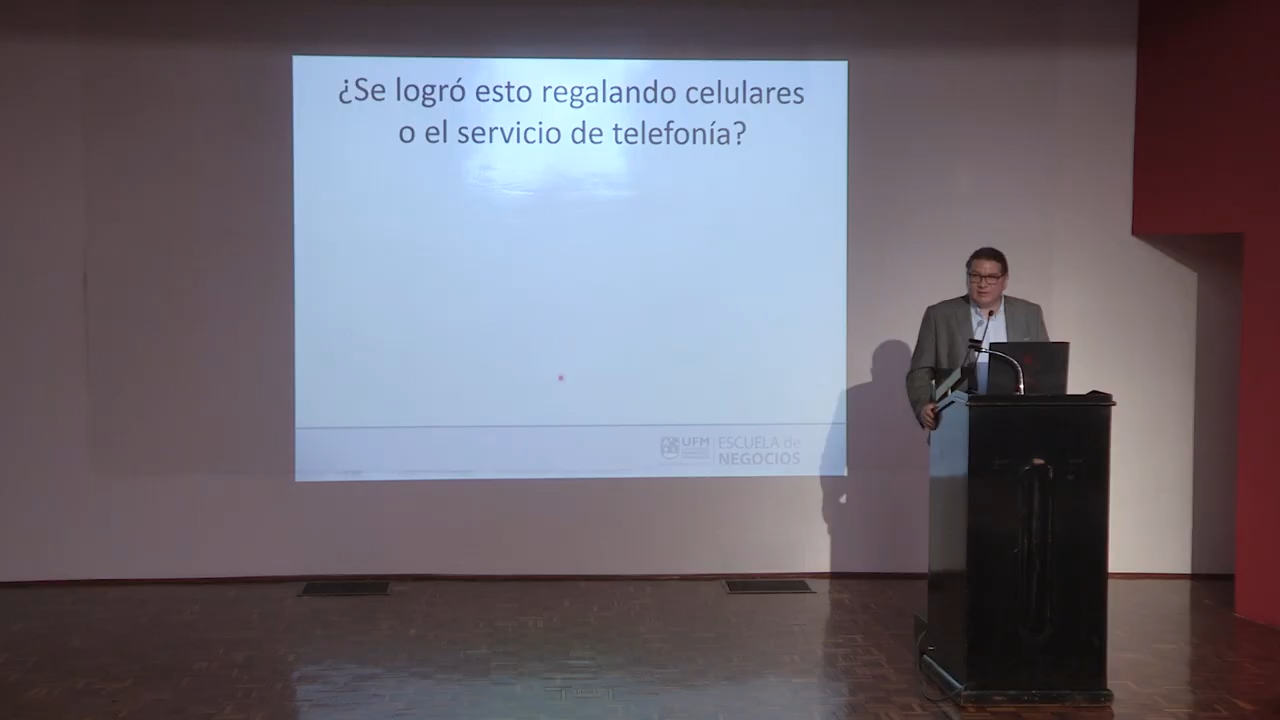 ¿Se logró esto regalando celulares
o el servicio de telefonía?
UFM
ESCUELA de
NEGOCIOS